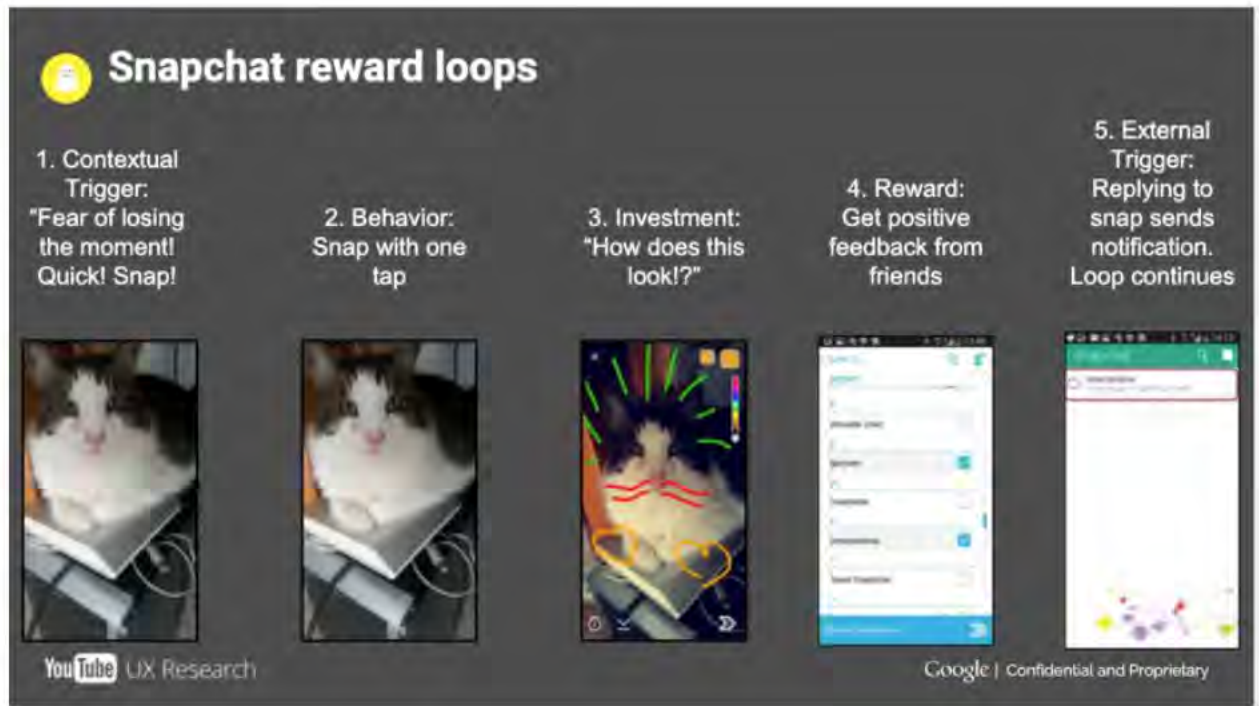 Snapchat reward loops
1. Contextual
Trigger:
"Fear of losing
the moment!
Quick! Snap!
2. Behavior:
Snap with one
tap
3. Investment:
“How does this
look!?”
4. Reward:
Get positive
feedback from
friends
5. External
Trigger:
Replying to
snap sends
notification.
Loop continues
YouTube UX Research
Google | Confidential and Proprietary